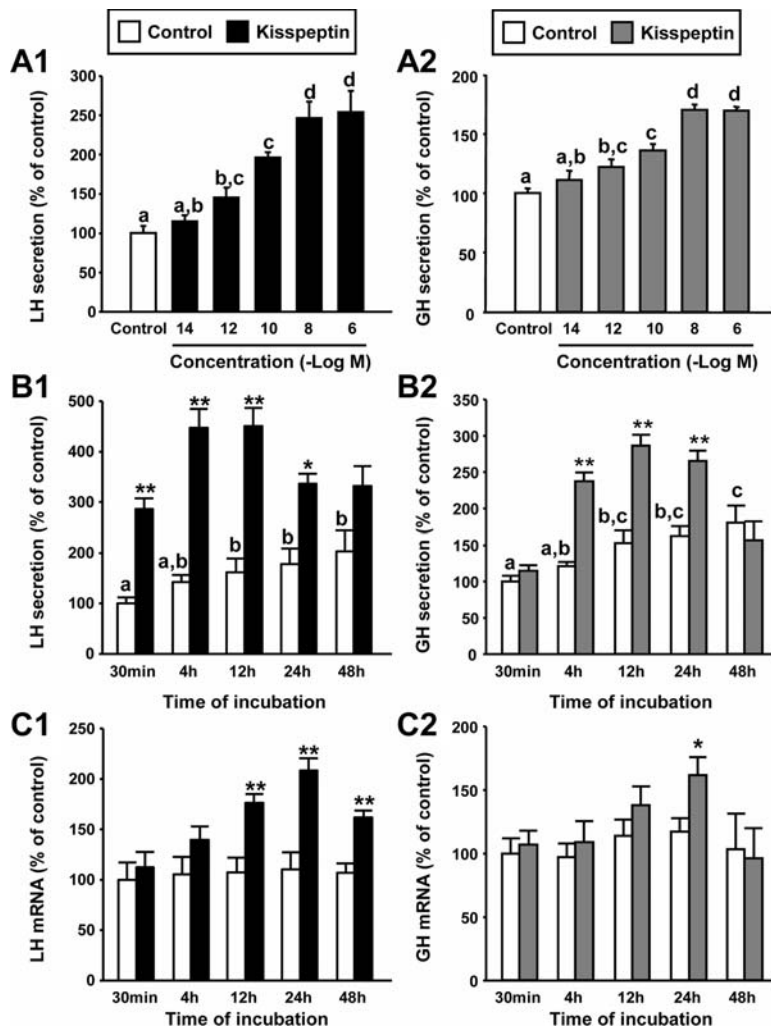 Control Kisspeptin
Control Kisspeptin
A1
LH secretion (% of control)
300
250
200
150
100
50
0
a
a,b
b,c
c
d
d
Control 14 12 10 8 6
Concentration (-Log M)
A2
GH secretion (% of control)
200
150
100
50
0
a
a,b
b,c
c
d
d
Control 14 12 10 8 6
Concentration (-Log M)
B1
LH secretion (% of control)
500
400
300
200
100
0
a
**
a,b
**
b
**
b
*
b
30min 4h 12h 24h 48h
Time of incubation
B2
GH secretion (% of control)
350
300
250
200
150
100
50
0
a
a,b
**
b,c
**
b,c
**
c
30min 4h 12h 24h 48h
Time of incubation
C1
LH mRNA (% of control)
250
200
150
100
50
0
**
**
**
30min 4h 12h 24h 48h
Time of incubation
C2
GH mRNA (% of control)
200
150
100
50
0
*
30min 4h 12h 24h 48h
Time of incubation